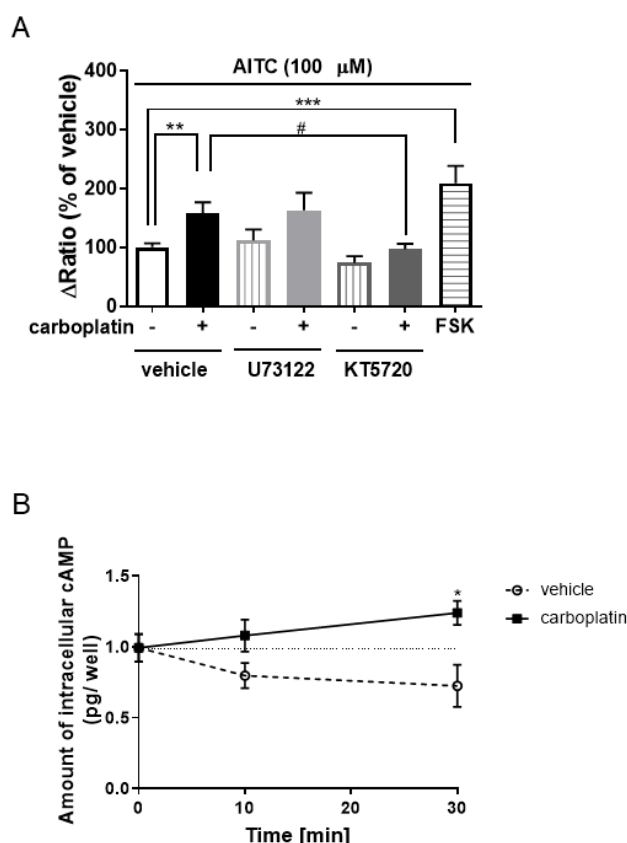 A
AITC (100 μM)
400
300
200
100
0
ΔRatio (% of vehicle)
***
**
#
carboplatin - + - + - + FSK
vehicle U73122 KT5720
B
Amount of intracellular cAMP
(pg/ well)
1.5
1.0
0.5
0.0
*
0 10 20 30
Time [min]
vehicle
carboplatin